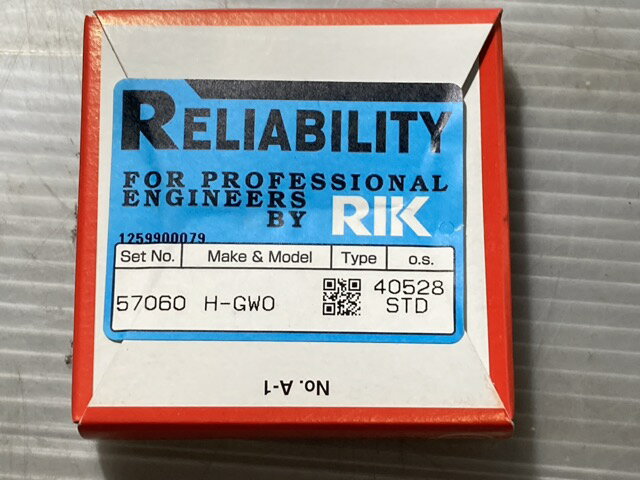 RELIABILITY
FOR PROFESSIONAL
ENGINEERS
BY RIK
1259900079
Set No. Make & Model Type o.s.
57060 H-GWO 40528
STD
No. A-1